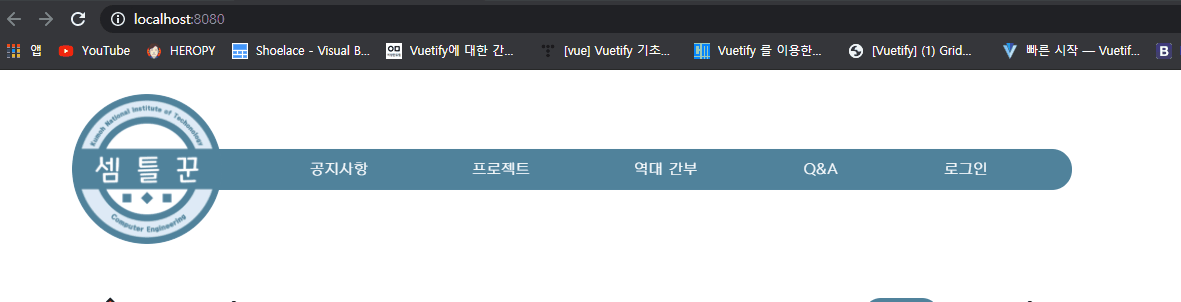 localhost:8080
앱 YouTube HEROPY Shoelace - Visual B... Vuetify에 대한 간... [vue] Vuetify 기초... Vuetify 를 이용한... [Vuetify] (1) Grid... 빠른 시작 — Vuetif... B
Kumoh National Institute of Technology
셈틀꾼
Computer Engineering
공지사항 프로젝트 역대 간부 Q&A 로그인